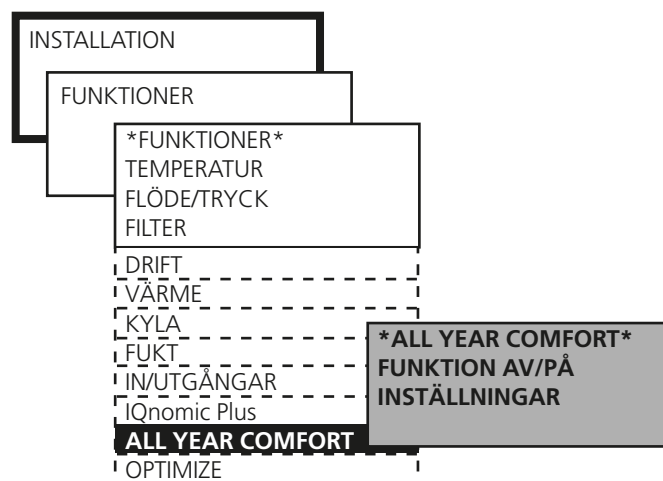 INSTALLATION
FUNKTIONER
*FUNKTIONER*
TEMPERATUR
FLÖDE/TRYCK
FILTER
DRIFT
VÄRME
KYLA
FUKT
IN/UTGÅNGAR
IQnomic Plus
ALL YEAR COMFORT
OPTIMIZE
*ALL YEAR COMFORT*
FUNKTION AV/PÅ
INSTÄLLNINGAR